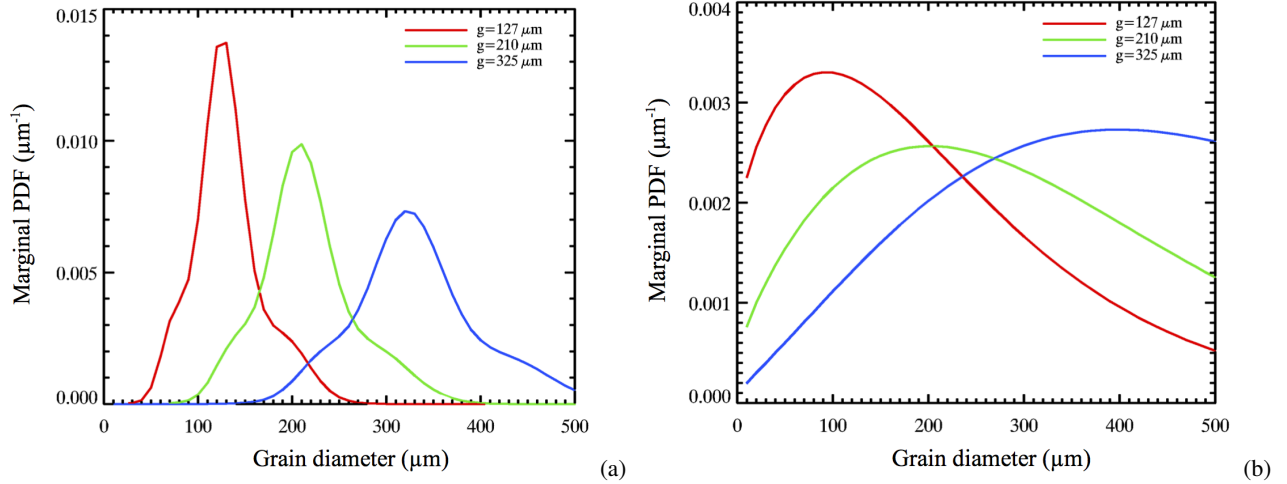 0.015
0.010
0.005
0.000
Marginal PDF (µm⁻¹)
g=127 µm
g=210 µm
g=325 µm
0
100
200
300
400
500
Grain diameter (µm)
(a)
0.004
0.003
0.002
0.001
0.000
Marginal PDF (µm⁻¹)
g=127 µm
g=210 µm
g=325 µm
0
100
200
300
400
500
Grain diameter (µm)
(b)